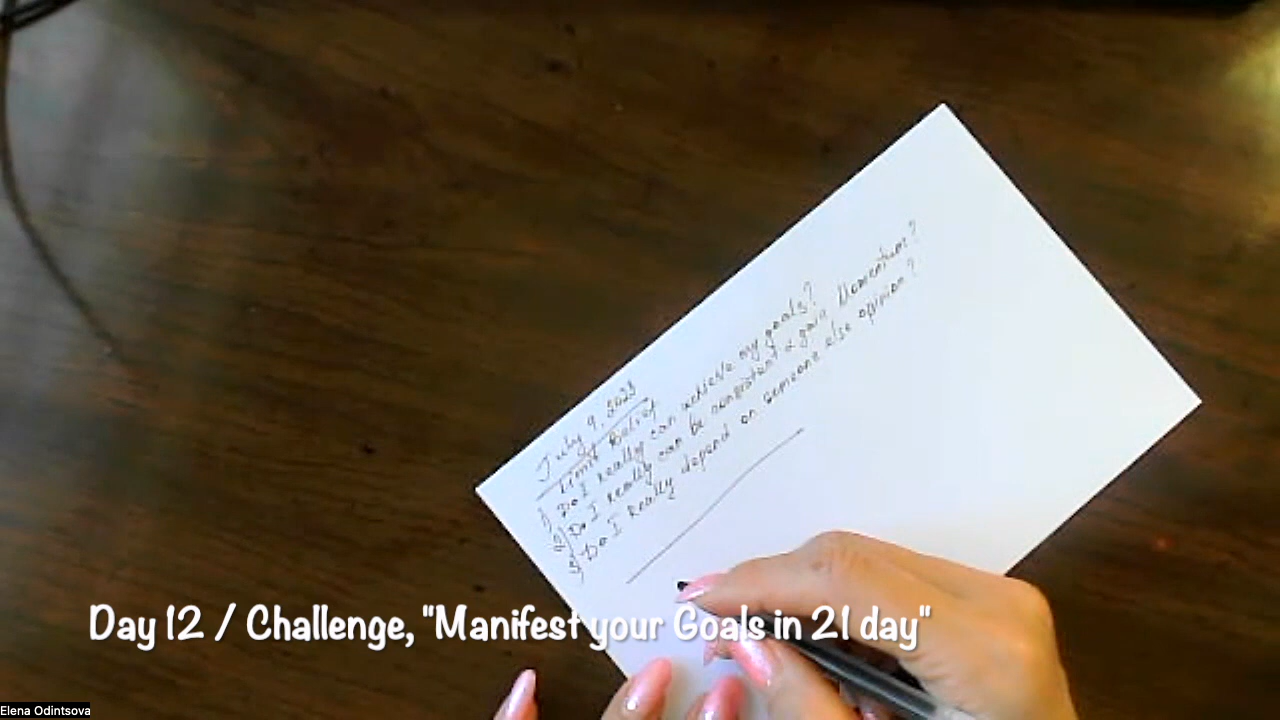 July 9, 2023
Limit Belief
1) Do I really can achieve my goals?
2) Do I really can be consistant & gain Momentum?
3) Do I really depend on someone else opinion?
Day 12 / Challenge, "Manifest your Goals in 21 day"
Elena Odintsova